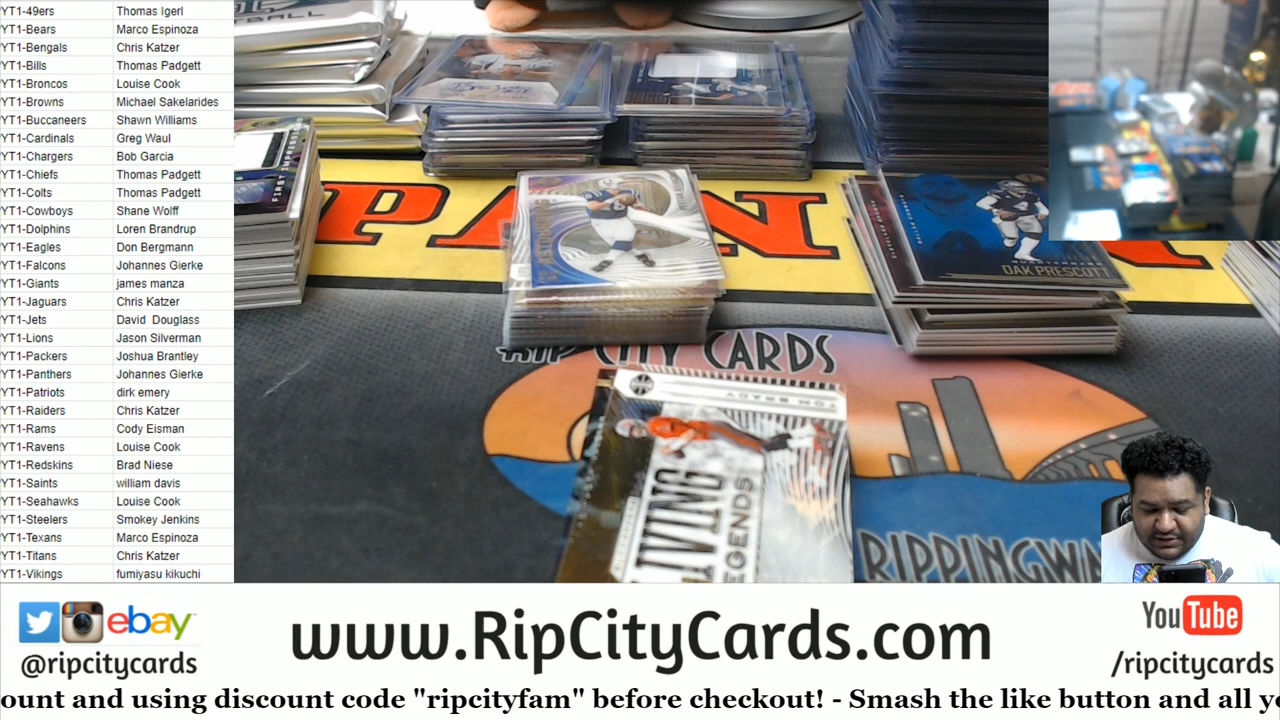 YT1-49ers Thomas Igerl
YT1-Bears Marco Espinoza
YT1-Bengals Chris Katzer
YT1-Bills Thomas Padgett
YT1-Broncos Louise Cook
YT1-Browns Michael Sakelarides
YT1-Buccaneers Shawn Williams
YT1-Cardinals Greg Waul
YT1-Chargers Bob Garcia
YT1-Chiefs Thomas Padgett
YT1-Colts Thomas Padgett
YT1-Cowboys Shane Wolff
YT1-Dolphins Loren Brandrup
YT1-Eagles Don Bergmann
YT1-Falcons Johannes Gierke
YT1-Giants james manza
YT1-Jaguars Chris Katzer
YT1-Jets David Douglass
YT1-Lions Jason Silverman
YT1-Packers Joshua Brantley
YT1-Panthers Johannes Gierke
YT1-Patriots dirk emery
YT1-Raiders Chris Katzer
YT1-Rams Cody Eisman
YT1-Ravens Louise Cook
YT1-Redskins Brad Niese
YT1-Saints william davis
YT1-Seahawks Louise Cook
YT1-Steelers Smokey Jenkins
YT1-Texans Marco Espinoza
YT1-Titans Chris Katzer
YT1-Vikings fumiyasu kikuchi
PAN
DAK PRESCOTT
RIP CITY CARDS
TOM BRADY
LIVING
LEGENDS
RIPPINGWA
ebay
@ripcitycards
www.RipCityCards.com
YouTube
/ripcitycards
ount and using discount code "ripcityfam" before checkout! - Smash the like button and all yo